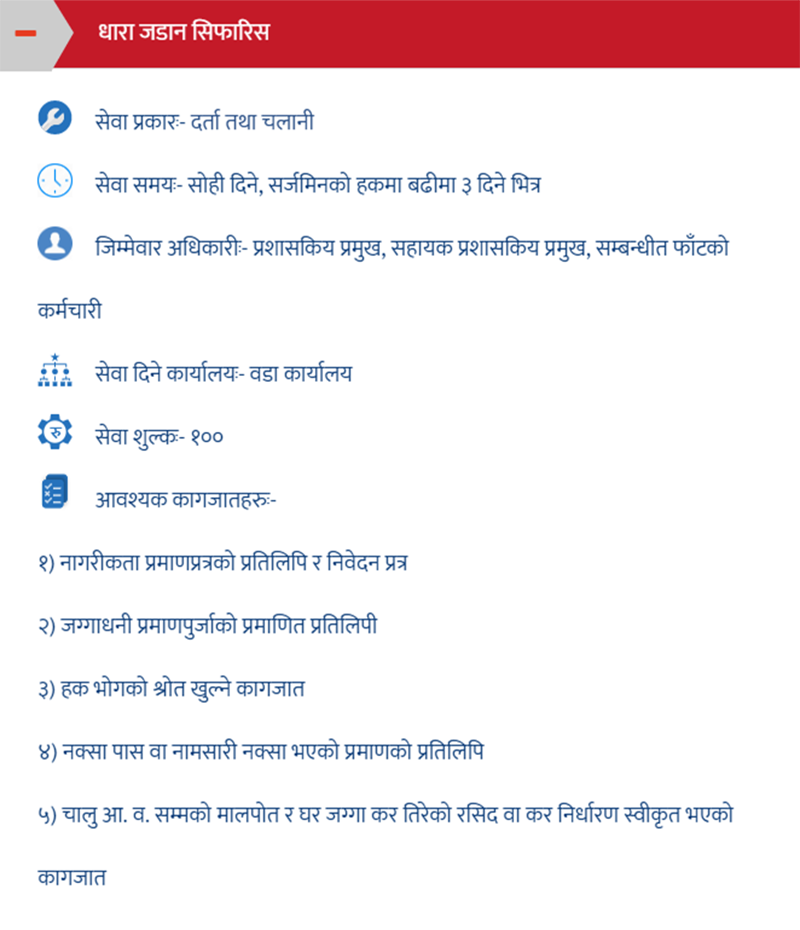 धारा जडान सिफारिस
सेवा प्रकारः- दर्ता तथा चलानी
सेवा समयः- सोही दिने, सर्जमिनको हकमा बढीमा ३ दिने भित्र
जिम्मेवार अधिकारीः- प्रशासकिय प्रमुख, सहायक प्रशासकिय प्रमुख, सम्बन्धीत फाँटको
कर्मचारी
सेवा दिने कार्यालयः- वडा कार्यालय
रु
सेवा शुल्कः- १००
आवश्यक कागजातहरुः-
१) नागरीकता प्रमाणप्रत्रको प्रतिलिपि र निवेदन प्रत्र
२) जग्गाधनी प्रमाणपुर्जाको प्रमाणित प्रतिलिपी
३) हक भोगको श्रोत खुल्ने कागजात
४) नक्सा पास वा नामसारी नक्सा भएको प्रमाणको प्रतिलिपि
५) चालु आ. व. सम्मको मालपोत र घर जग्गा कर तिरेको रसिद वा कर निर्धारण स्वीकृत भएको
कागजात